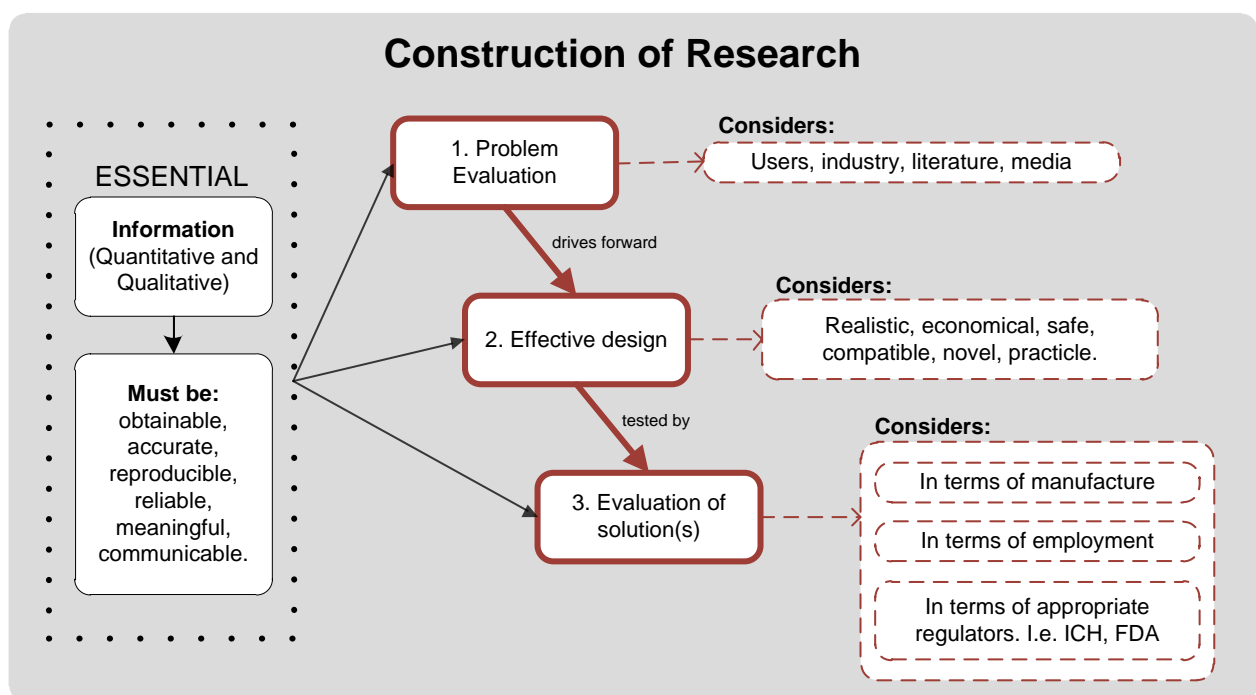 Construction of Research
ESSENTIAL
Information
(Quantitative and
Qualitative)
Must be:
obtainable,
accurate,
reproducible,
reliable,
meaningful,
communicable.
1. Problem
Evaluation
Considers:
Users, industry, literature, media
drives forward
2. Effective design
Considers:
Realistic, economical, safe,
compatible, novel, practicle.
tested by
3. Evaluation of
solution(s)
Considers:
In terms of manufacture
In terms of employment
In terms of appropriate
regulators. I.e. ICH, FDA